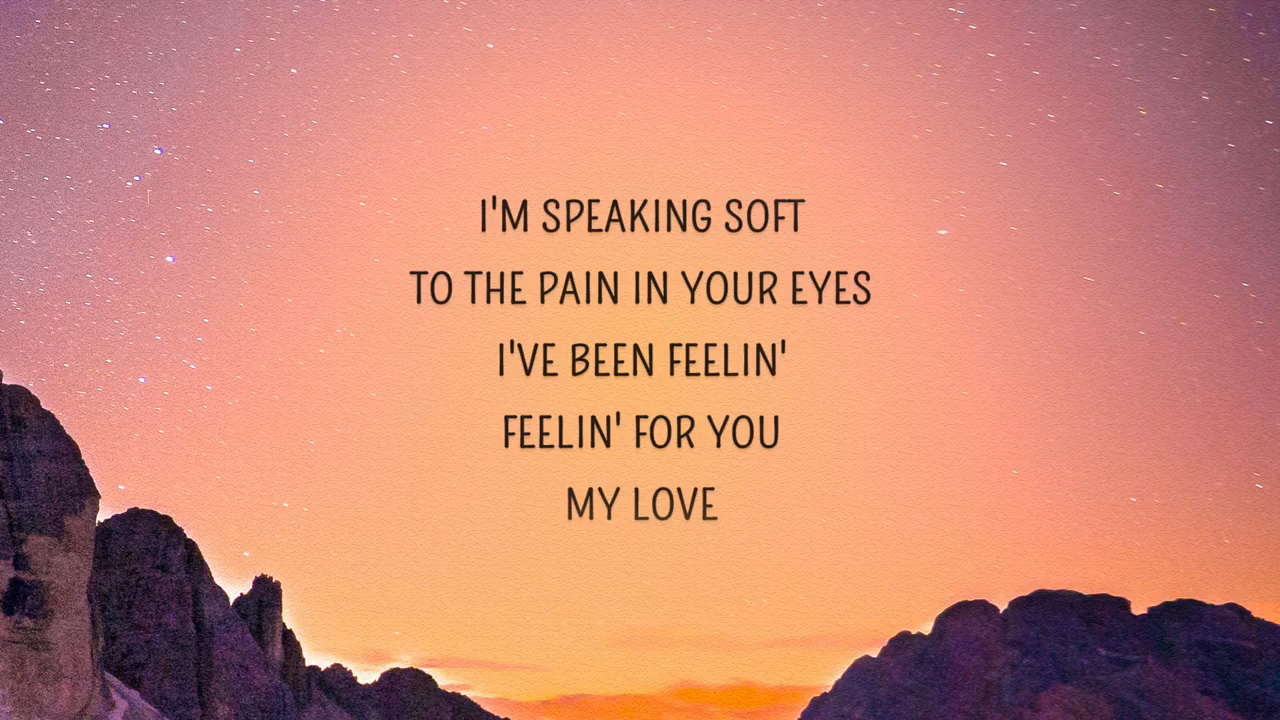 I'M SPEAKING SOFT
TO THE PAIN IN YOUR EYES
I'VE BEEN FEELIN'
FEELIN' FOR YOU
MY LOVE